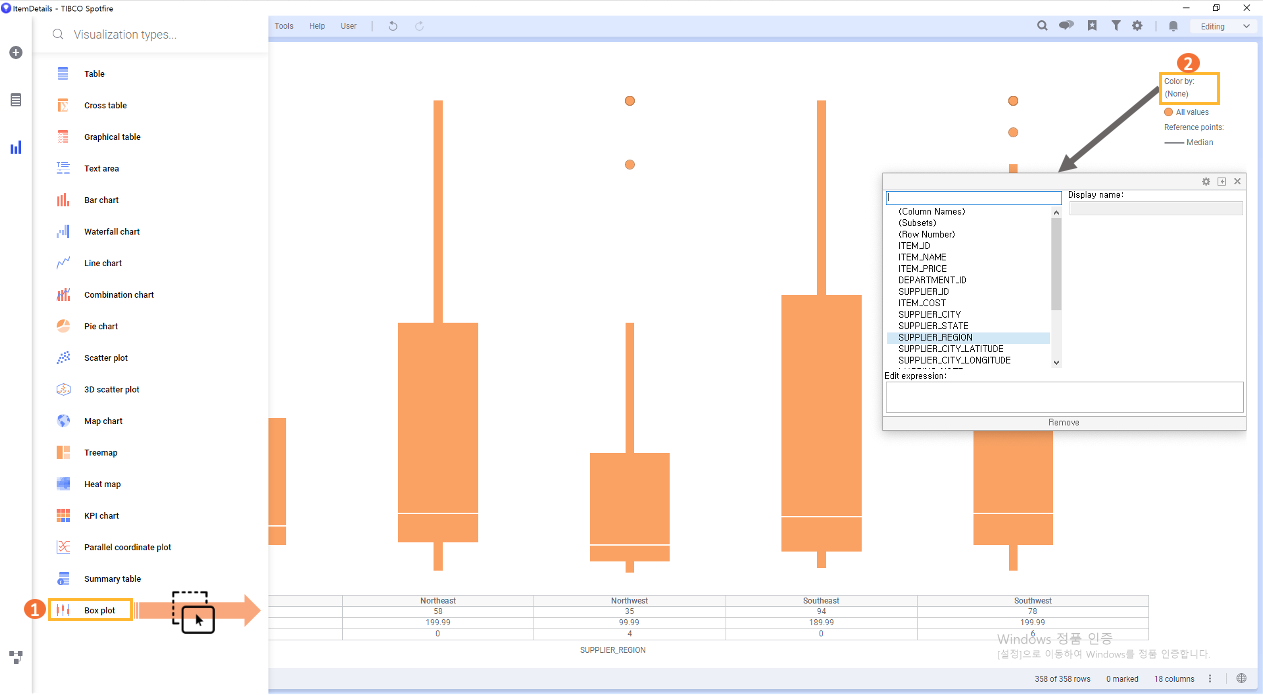 ItemDetails - TIBCO Spotfire
Visualization types...
Tools Help User
Editing
Table
Cross table
Graphical table
Text area
Bar chart
Waterfall chart
Line chart
Combination chart
Pie chart
Scatter plot
3D scatter plot
Map chart
Treemap
Heat map
KPI chart
Parallel coordinate plot
Summary table
1
Box plot
2
Color by:
(None)
All values
Reference points:
Median
Display name:
(Column Names)
(Subsets)
(Row Number)
ITEM_ID
ITEM_NAME
ITEM_PRICE
DEPARTMENT_ID
SUPPLIER_ID
ITEM_COST
SUPPLIER_CITY
SUPPLIER_STATE
SUPPLIER_REGION
SUPPLIER_CITY_LATITUDE
SUPPLIER_CITY_LONGITUDE
Edit expression:
Remove
Northeast Northwest Southeast Southwest
58 35 94 78
199.99 99.99 189.99 199.99
0 4 0 6
SUPPLIER_REGION
Windows 정품 인증
[설정]으로 이동하여 Windows를 정품 인증합니다.
358 of 358 rows 0 marked 18 columns